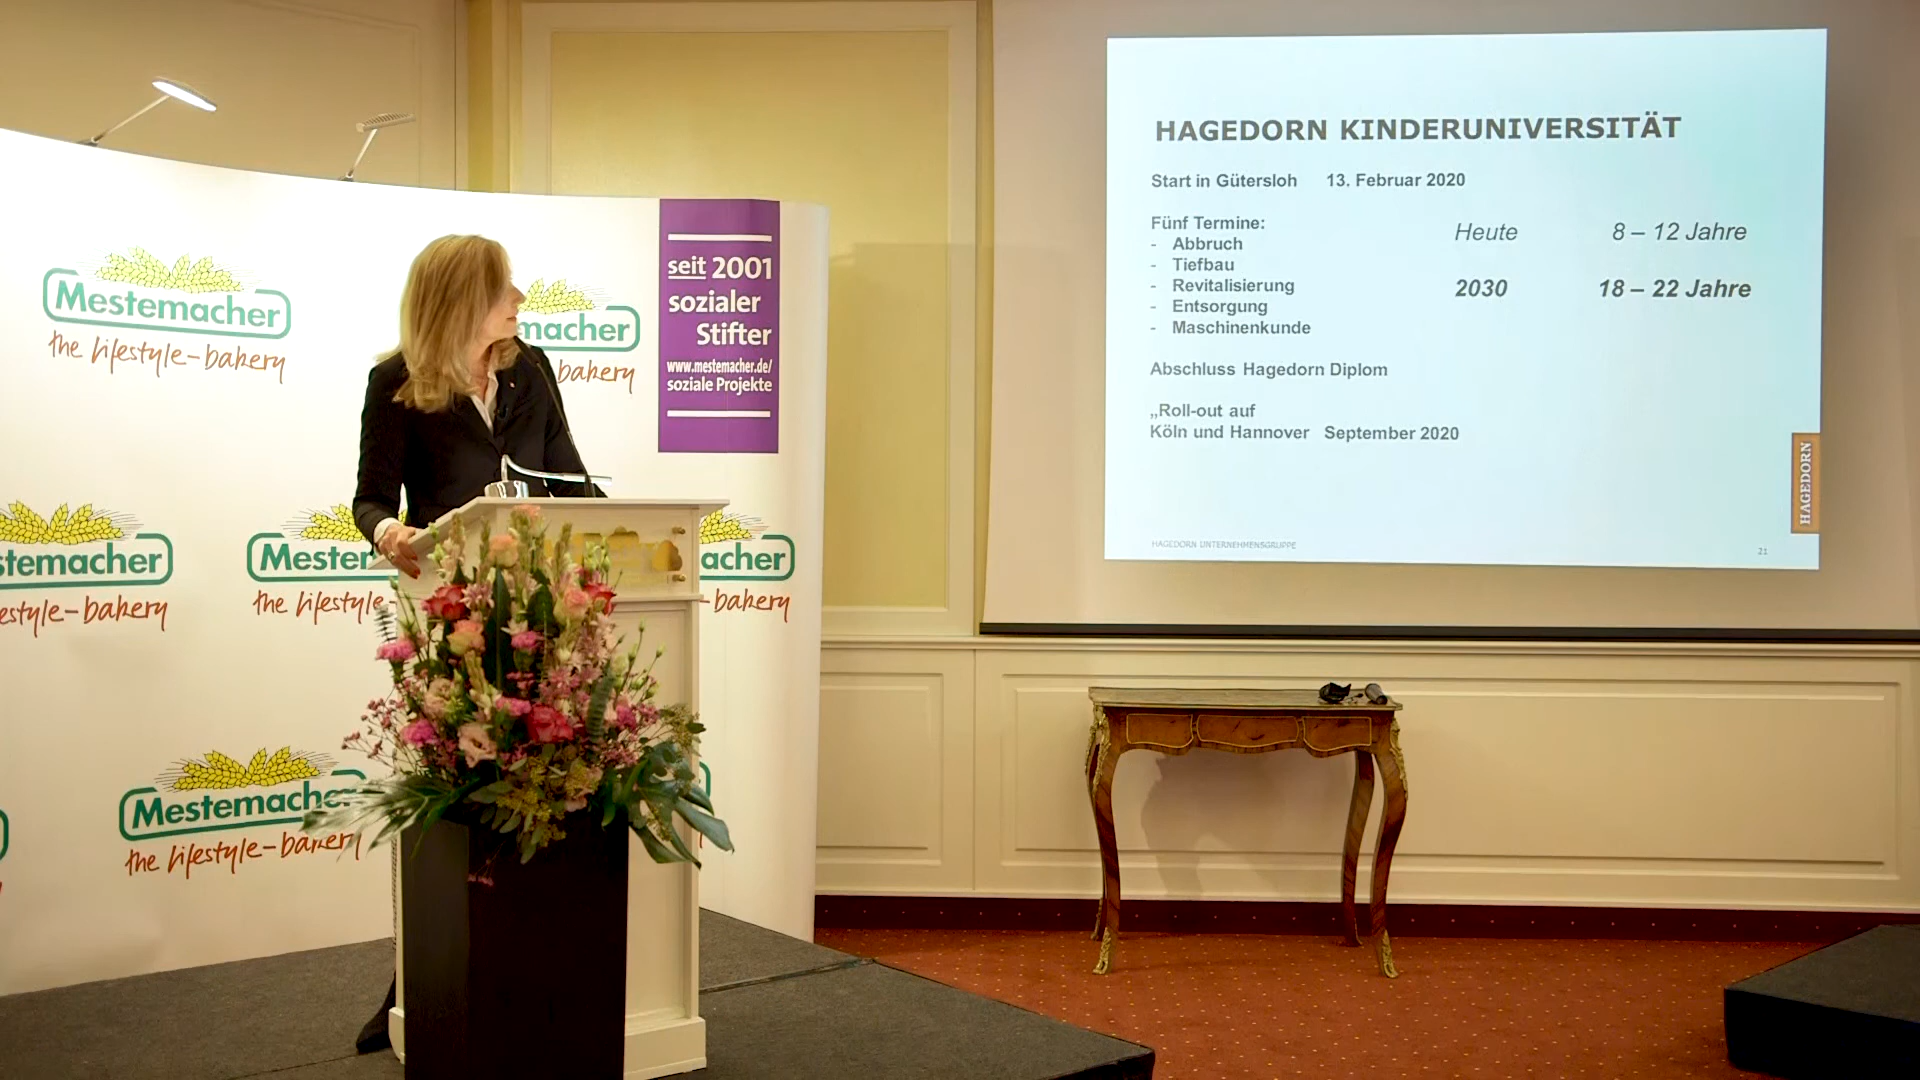 Mestemacher
the lifestyle-bakery
macher
bakery
seit 2001
sozialer
Stifter
www.mestemacher.de/
soziale Projekte
stemacher
estyle-bakery
Mester
the lifestyle-
acher
-bakery
Mestemacher
the lifestyle-bakery
HAGEDORN KINDERUNIVERSITÄT
Start in Gütersloh 13. Februar 2020
Fünf Termine:
- Abbruch
- Tiefbau
- Revitalisierung
- Entsorgung
- Maschinenkunde
Heute 8 – 12 Jahre
2030 18 – 22 Jahre
Abschluss Hagedorn Diplom
„Roll-out auf
Köln und Hannover September 2020
HAGEDORN
HAGEDORN UNTERNEHMENSGRUPPE
21